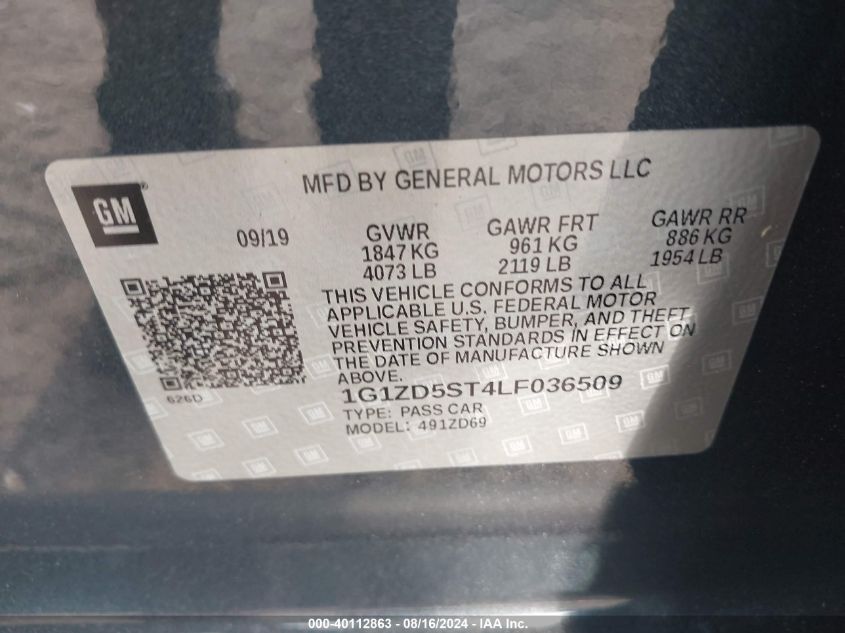 GM
MFD BY GENERAL MOTORS LLC
09/19
GVWR
1847 KG
4073 LB
GAWR FRT
961 KG
2119 LB
GAWR RR
886 KG
1954 LB
THIS VEHICLE CONFORMS TO ALL
APPLICABLE U.S. FEDERAL MOTOR
VEHICLE SAFETY, BUMPER, AND THEFT
PREVENTION STANDARDS IN EFFECT ON
THE DATE OF MANUFACTURE SHOWN
ABOVE.
626D
1G1ZD5ST4LF036509
TYPE: PASS CAR
MODEL: 491ZD69
000-40112863 - 08/16/2024 - IAA Inc.